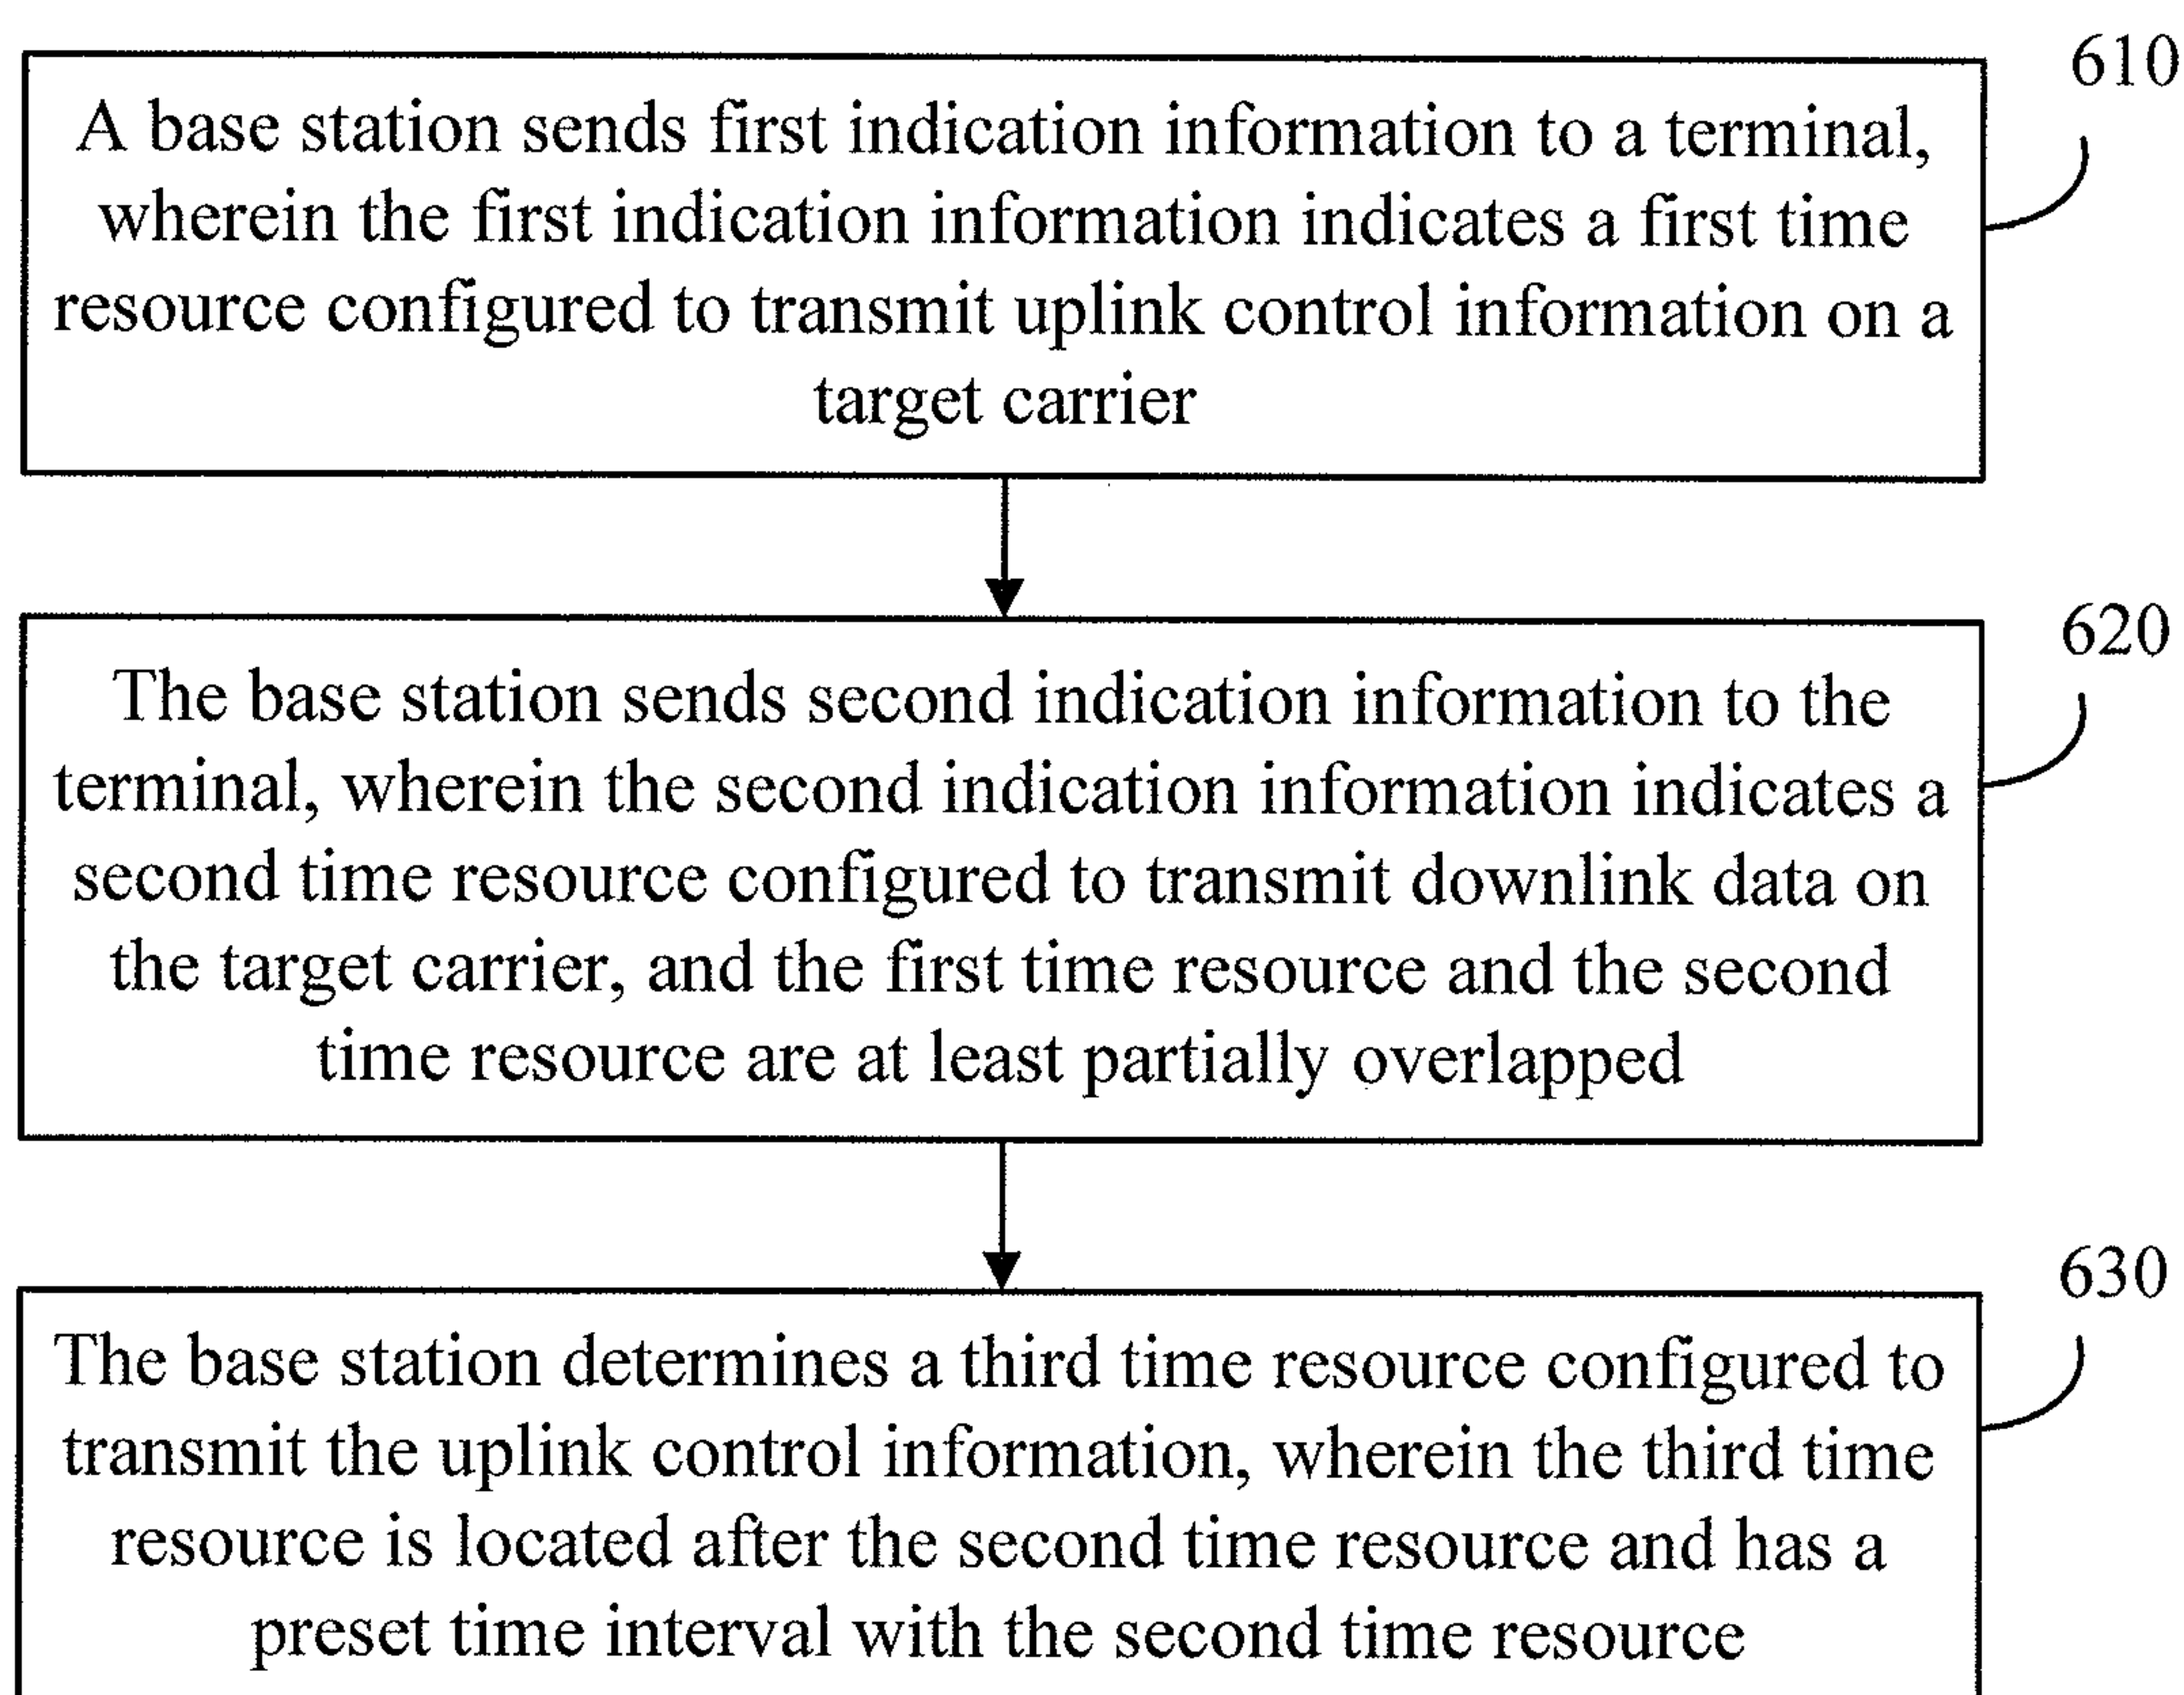 610
A base station sends first indication information to a terminal,
wherein the first indication information indicates a first time
resource configured to transmit uplink control information on a
target carrier
620
The base station sends second indication information to the
terminal, wherein the second indication information indicates a
second time resource configured to transmit downlink data on
the target carrier, and the first time resource and the second
time resource are at least partially overlapped
630
The base station determines a third time resource configured to
transmit the uplink control information, wherein the third time
resource is located after the second time resource and has a
preset time interval with the second time resource